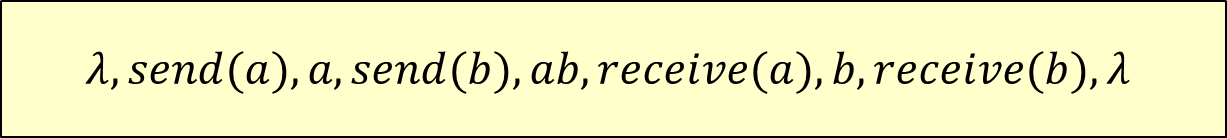 λ, send(a), a, send(b), ab, receive(a), b, receive(b), λ